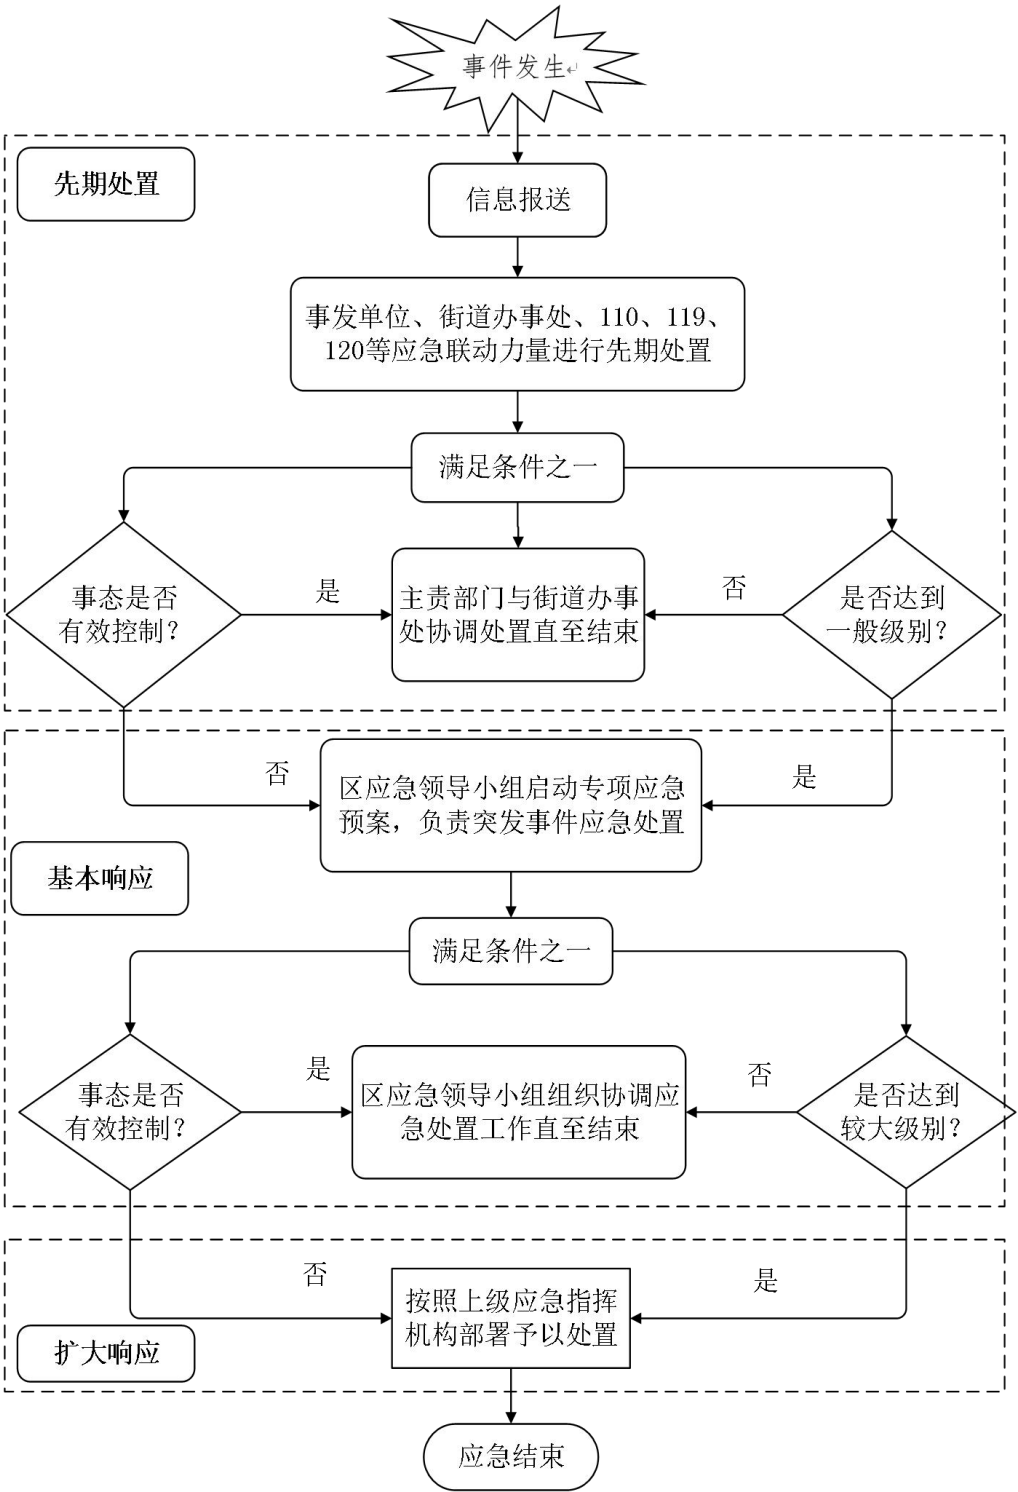 事件发生
先期处置
信息报送
事发单位、街道办事处、110、119、
120等应急联动力量进行先期处置
满足条件之一
事态是否
有效控制？
是
主责部门与街道办事
处协调处置直至结束
否
是否达到
一般级别？
否
区应急领导小组启动专项应急
预案，负责突发事件应急处置
是
基本响应
满足条件之一
事态是否
有效控制？
是
区应急领导小组组织协调应
急处置工作直至结束
否
是否达到
较大级别？
否
按照上级应急指挥
机构部署予以处置
是
扩大响应
应急结束